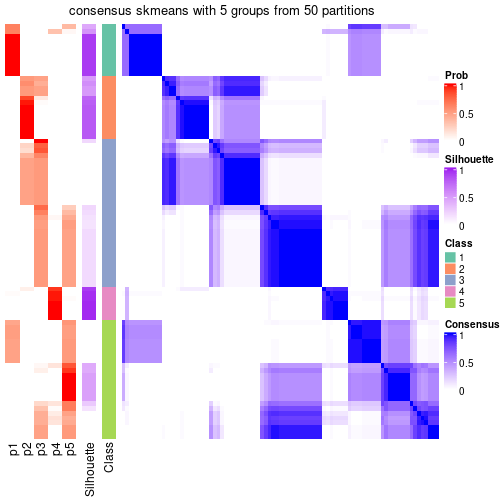 consensus skmeans with 5 groups from 50 partitions
Prob
1
0.5
0
Silhouette
1
0.5
0
Class
1
2
3
4
5
Consensus
1
0.5
0
p1
p2
p3
p4
p5
Silhouette
Class